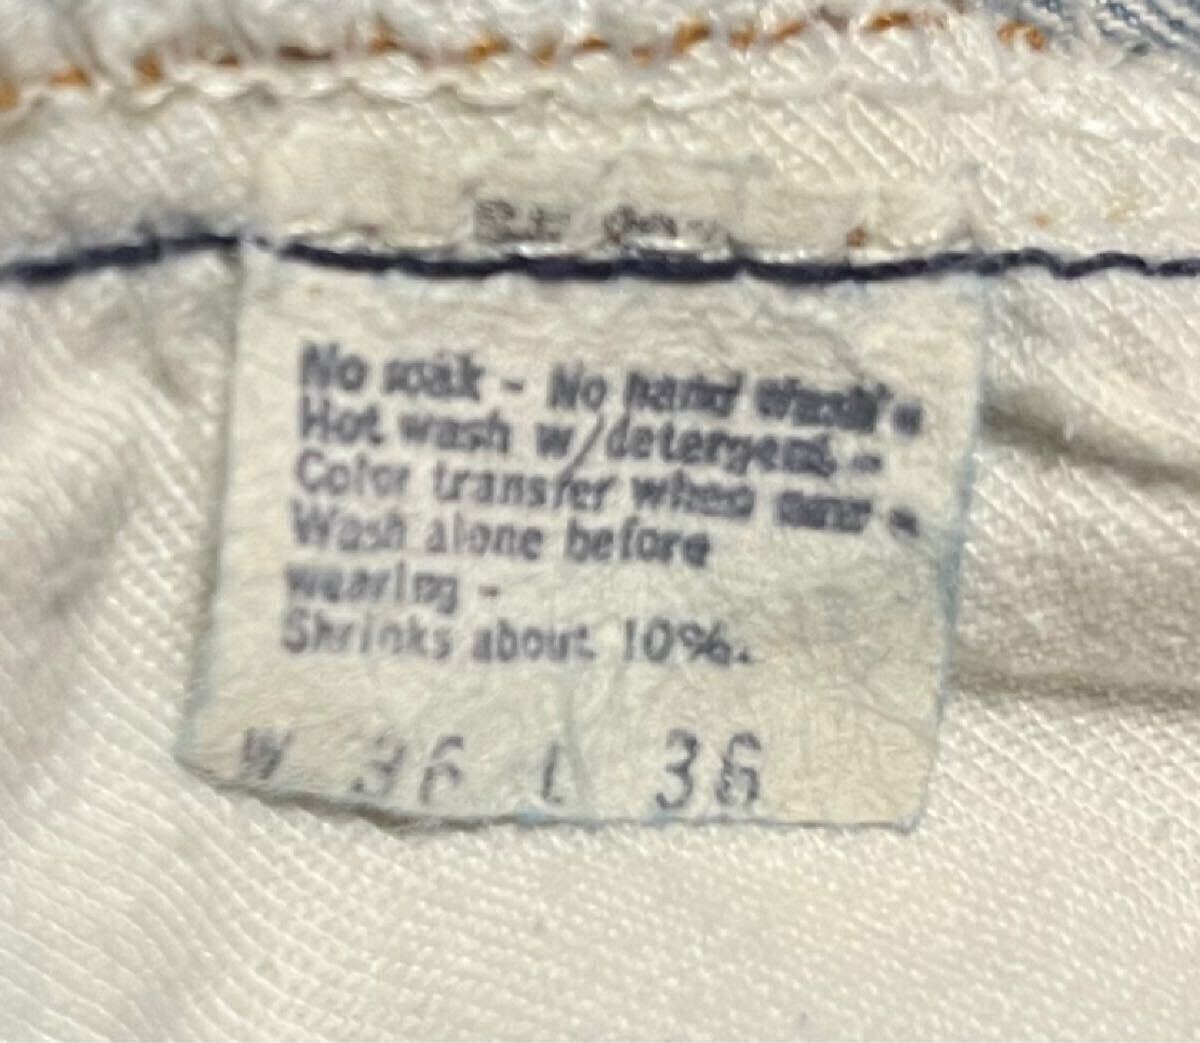 No soak - No hand wash -
Hot wash w/detergent -
Color transfer when new -
Wash alone before
wearing -
Shrinks about 10%.
W 36 L 36